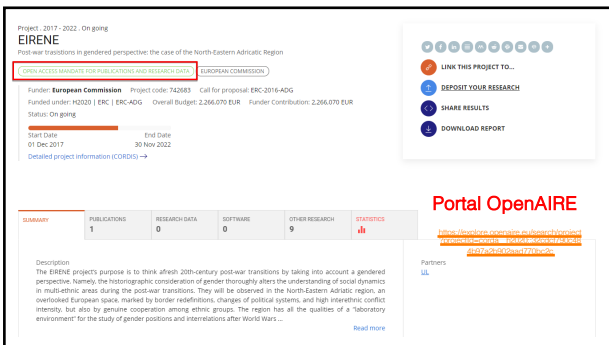 Project . 2017 - 2022 . On going
EIRENE
Post-war trasistions in gendered perspective: the case of the North-Eastern Adricatic Region
OPEN ACCESS MANDATE FOR PUBLICATIONS AND RESEARCH DATA
EUROPEAN COMMISSION
Funder: European Commission Project code: 742683 Call for proposal: ERC-2016-ADG
Funded under: H2020 | ERC | ERC-ADG Overall Budget: 2,266,070 EUR Funder Contribution: 2,266,070 EUR
Status: On going
Start Date End Date
01 Dec 2017 30 Nov 2022
Detailed project information (CORDIS) →
LINK THIS PROJECT TO...
DEPOSIT YOUR RESEARCH
SHARE RESULTS
DOWNLOAD REPORT
Portal OpenAIRE
https://explore.openaire.eu/search/project
SUMMARY
PUBLICATIONS
1
RESEARCH DATA
0
SOFTWARE
0
OTHER RESEARCH
9
STATISTICS
Description
The EIRENE project's purpose is to think afresh 20th-century post-war transitions by taking into account a gendered
perspective. Namely, the historiographic consideration of gender thoroughly alters the understanding of social dynamics
in multi-ethnic areas during the post-war transitions. They will be observed in the North-Eastern Adriatic region, an
overlooked European space, marked by border redefinitions, changes of political systems, and high interethnic conflict
intensity, but also by genuine cooperation among ethnic groups. The region has all the qualities of a "laboratory
environment" for the study of gender positions and interrelations after World Wars ...
Read more
Partners
UL